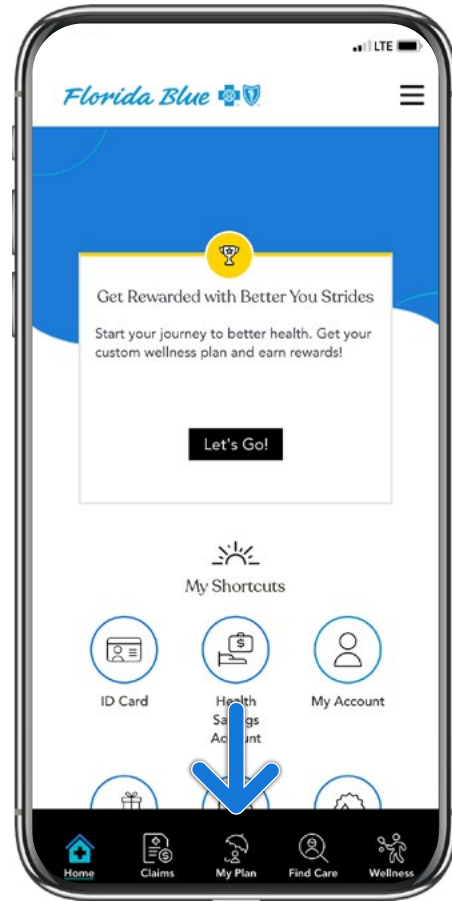 LTE
Florida Blue
Get Rewarded with Better You Strides
Start your journey to better health. Get your
custom wellness plan and earn rewards!
Let's Go!
My Shortcuts
ID Card
Health
Savings
Account
My Account
Home
Claims
My Plan
Find Care
Wellness